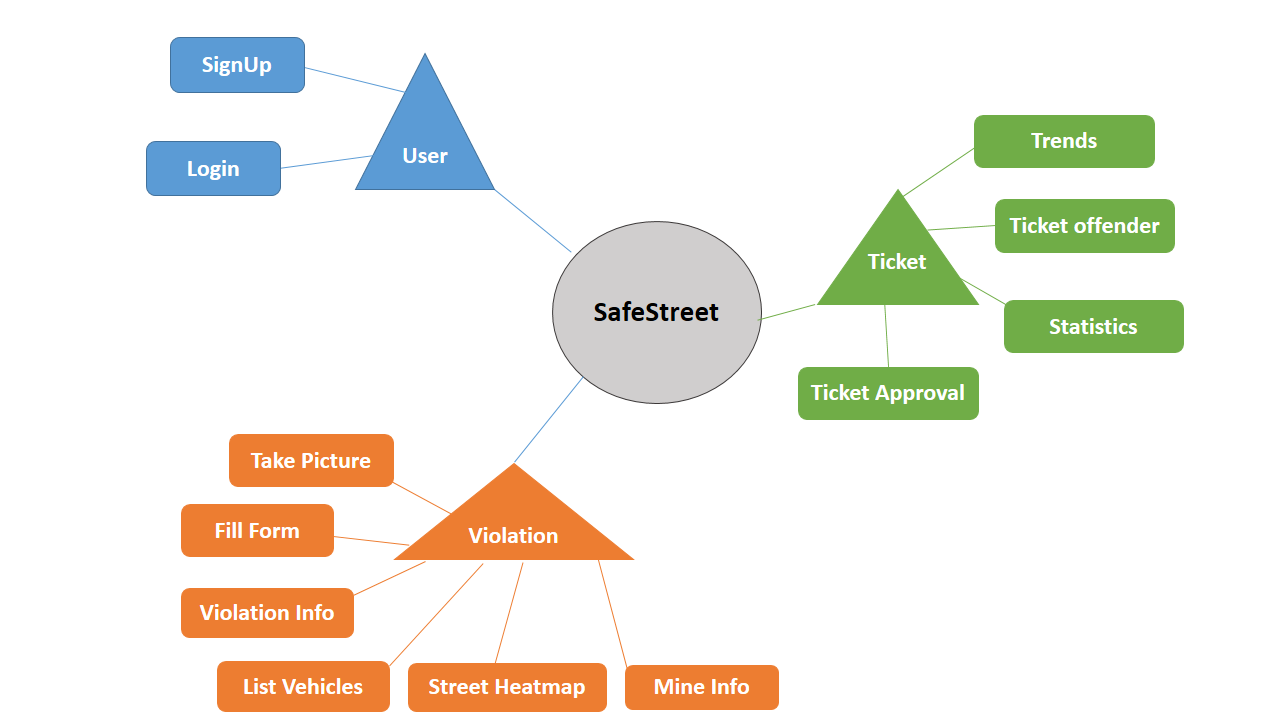 SignUp
Login
User
Trends
Ticket offender
Ticket
Statistics
Ticket Approval
SafeStreet
Take Picture
Fill Form
Violation
Violation Info
List Vehicles
Street Heatmap
Mine Info